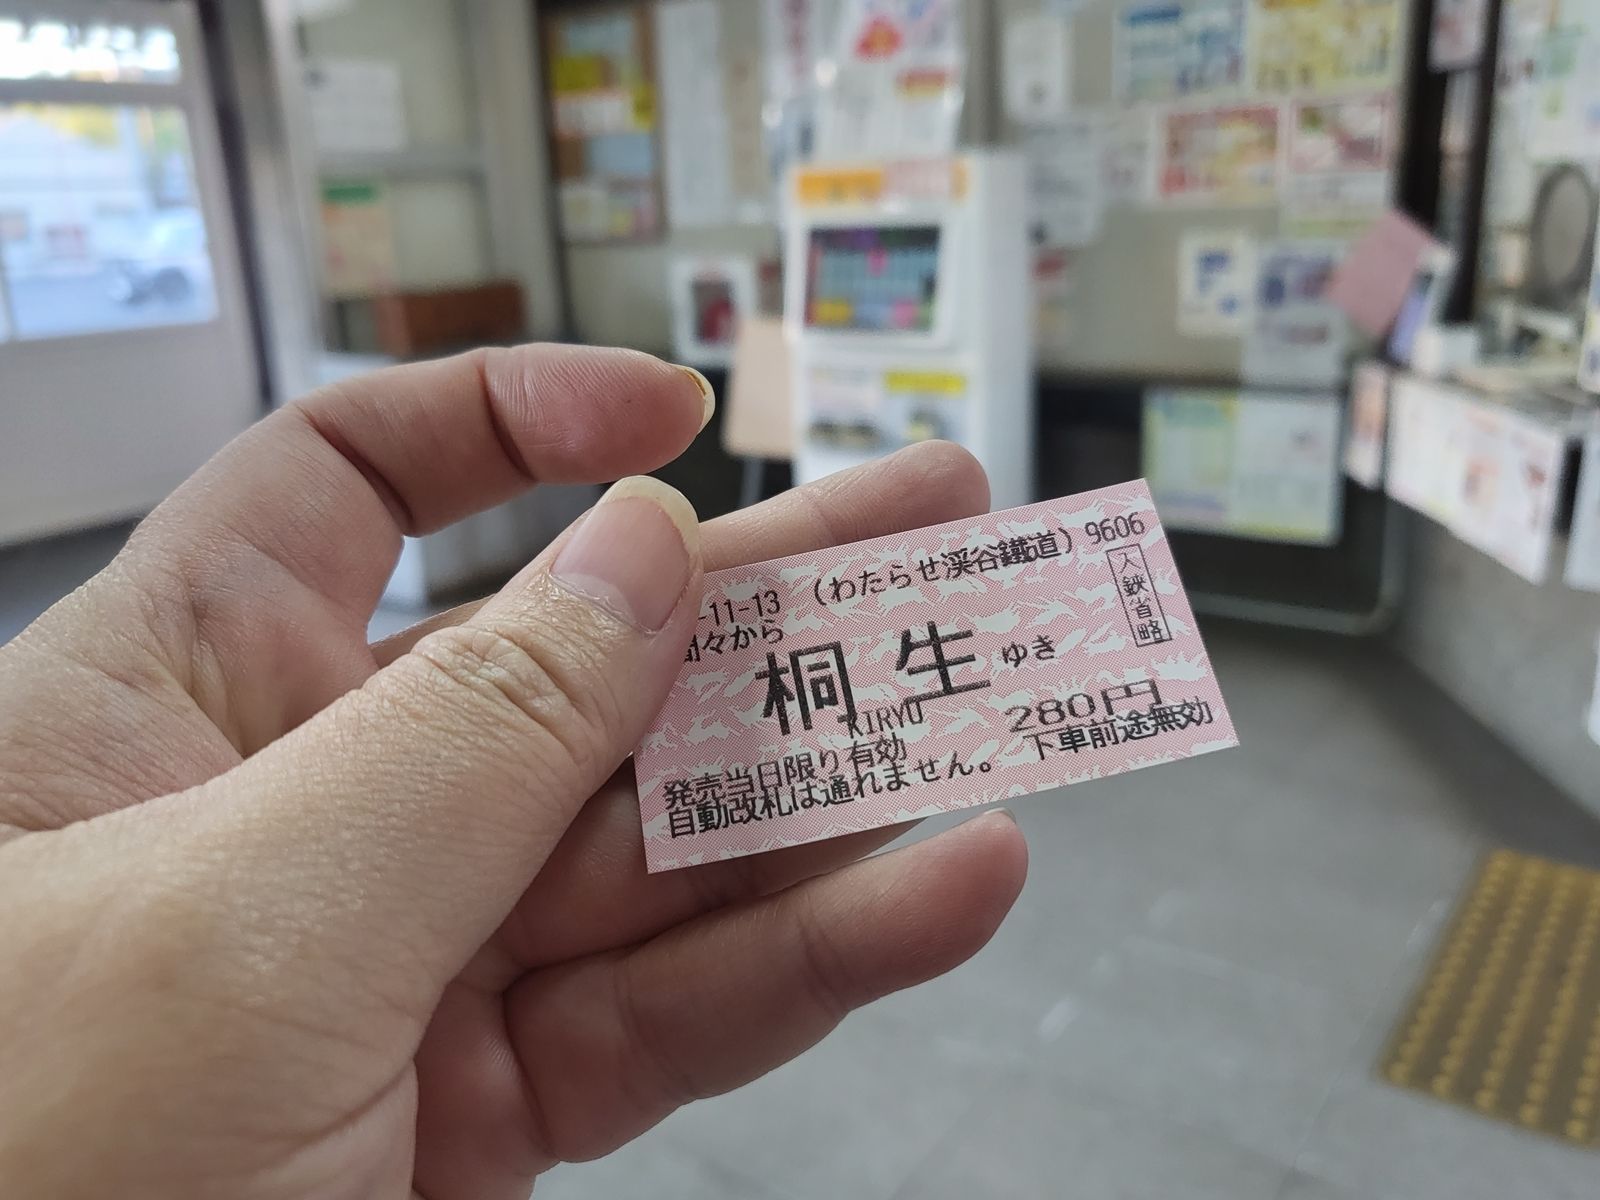 -11-13 (わたらせ渓谷鐵道) 9606
入鋏省略
間々から
桐生ゆき
KIRYU 280円
発売当日限り有効 下車前途無効
自動改札は通れません。